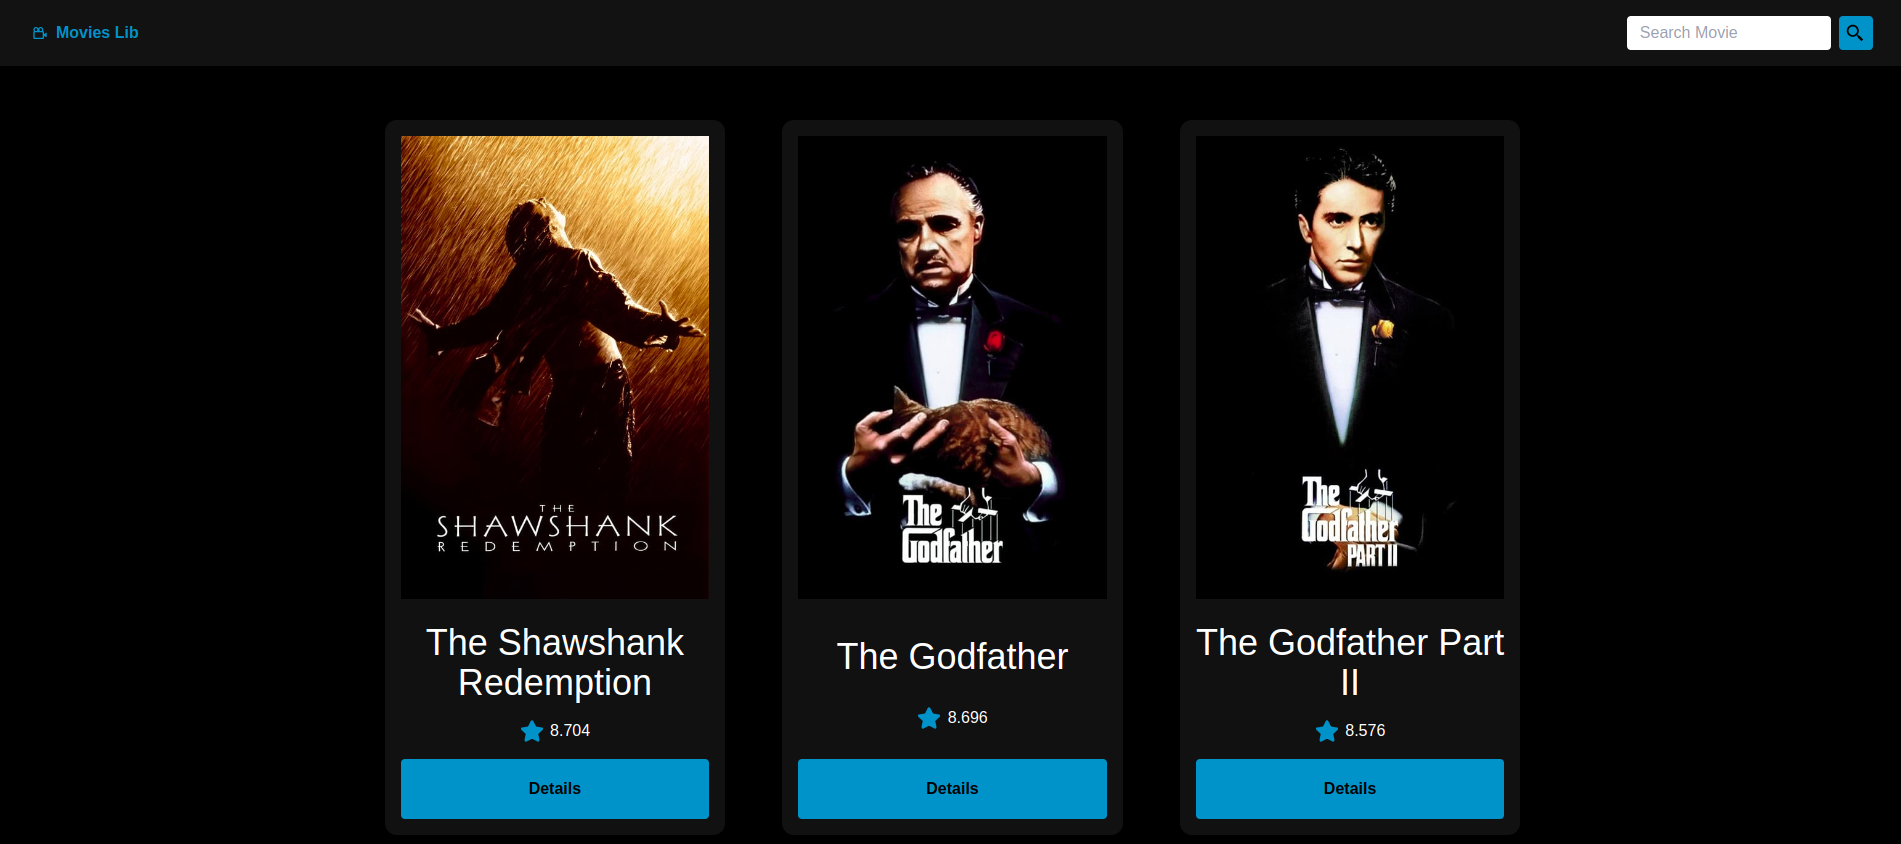 Movies Lib
Search Movie
THE
SHAWSHANK
REDEMPTION
The Shawshank
Redemption
8.704
Details
The
Godfather
The Godfather
8.696
Details
The
Godfather
PART II
The Godfather Part
II
8.576
Details